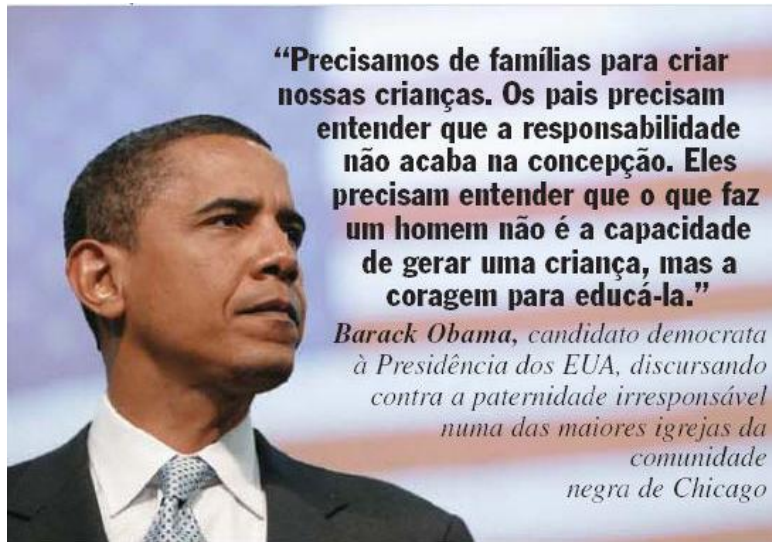 “Precisamos de famílias para criar
nossas crianças. Os pais precisam
entender que a responsabilidade
não acaba na concepção. Eles
precisam entender que o que faz
um homem não é a capacidade
de gerar uma criança, mas a
coragem para educá-la.”
Barack Obama, candidato democrata
à Presidência dos EUA, discursando
contra a paternidade irresponsável
numa das maiores igrejas da
comunidade
negra de Chicago